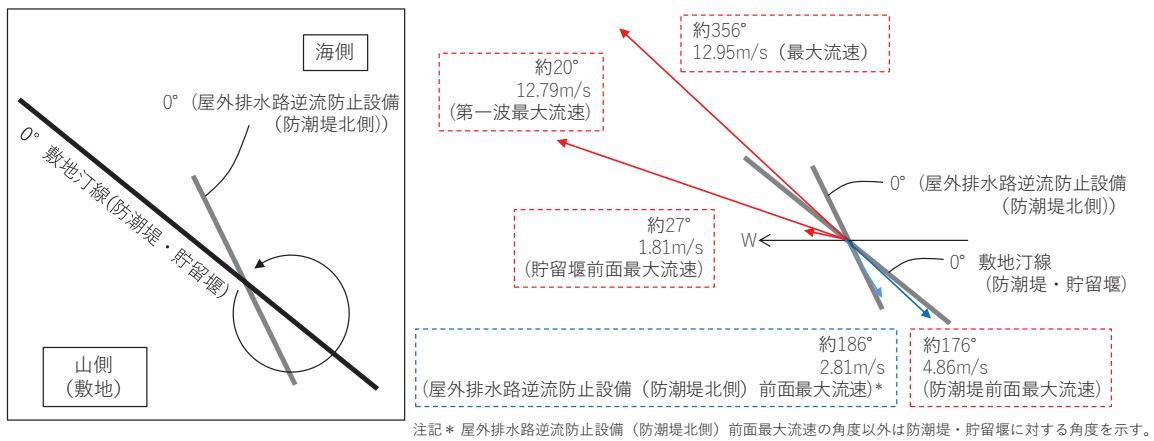 海側
0°（屋外排水路逆流防止設備
（防潮堤北側））
0° 敷地汀線(防潮堤・貯留堰)
山側
（敷地）
約356°
12.95m/s（最大流速）
約20°
12.79m/s
(第一波最大流速)
約27°
1.81m/s
(貯留堰前面最大流速)
W
0°（屋外排水路逆流防止設備
（防潮堤北側））
0° 敷地汀線
(防潮堤・貯留堰)
約186°
2.81m/s
(屋外排水路逆流防止設備（防潮堤北側）前面最大流速)*
約176°
4.86m/s
(防潮堤前面最大流速)
注記＊ 屋外排水路逆流防止設備（防潮堤北側）前面最大流速の角度以外は防潮堤・貯留堰に対する角度を示す。